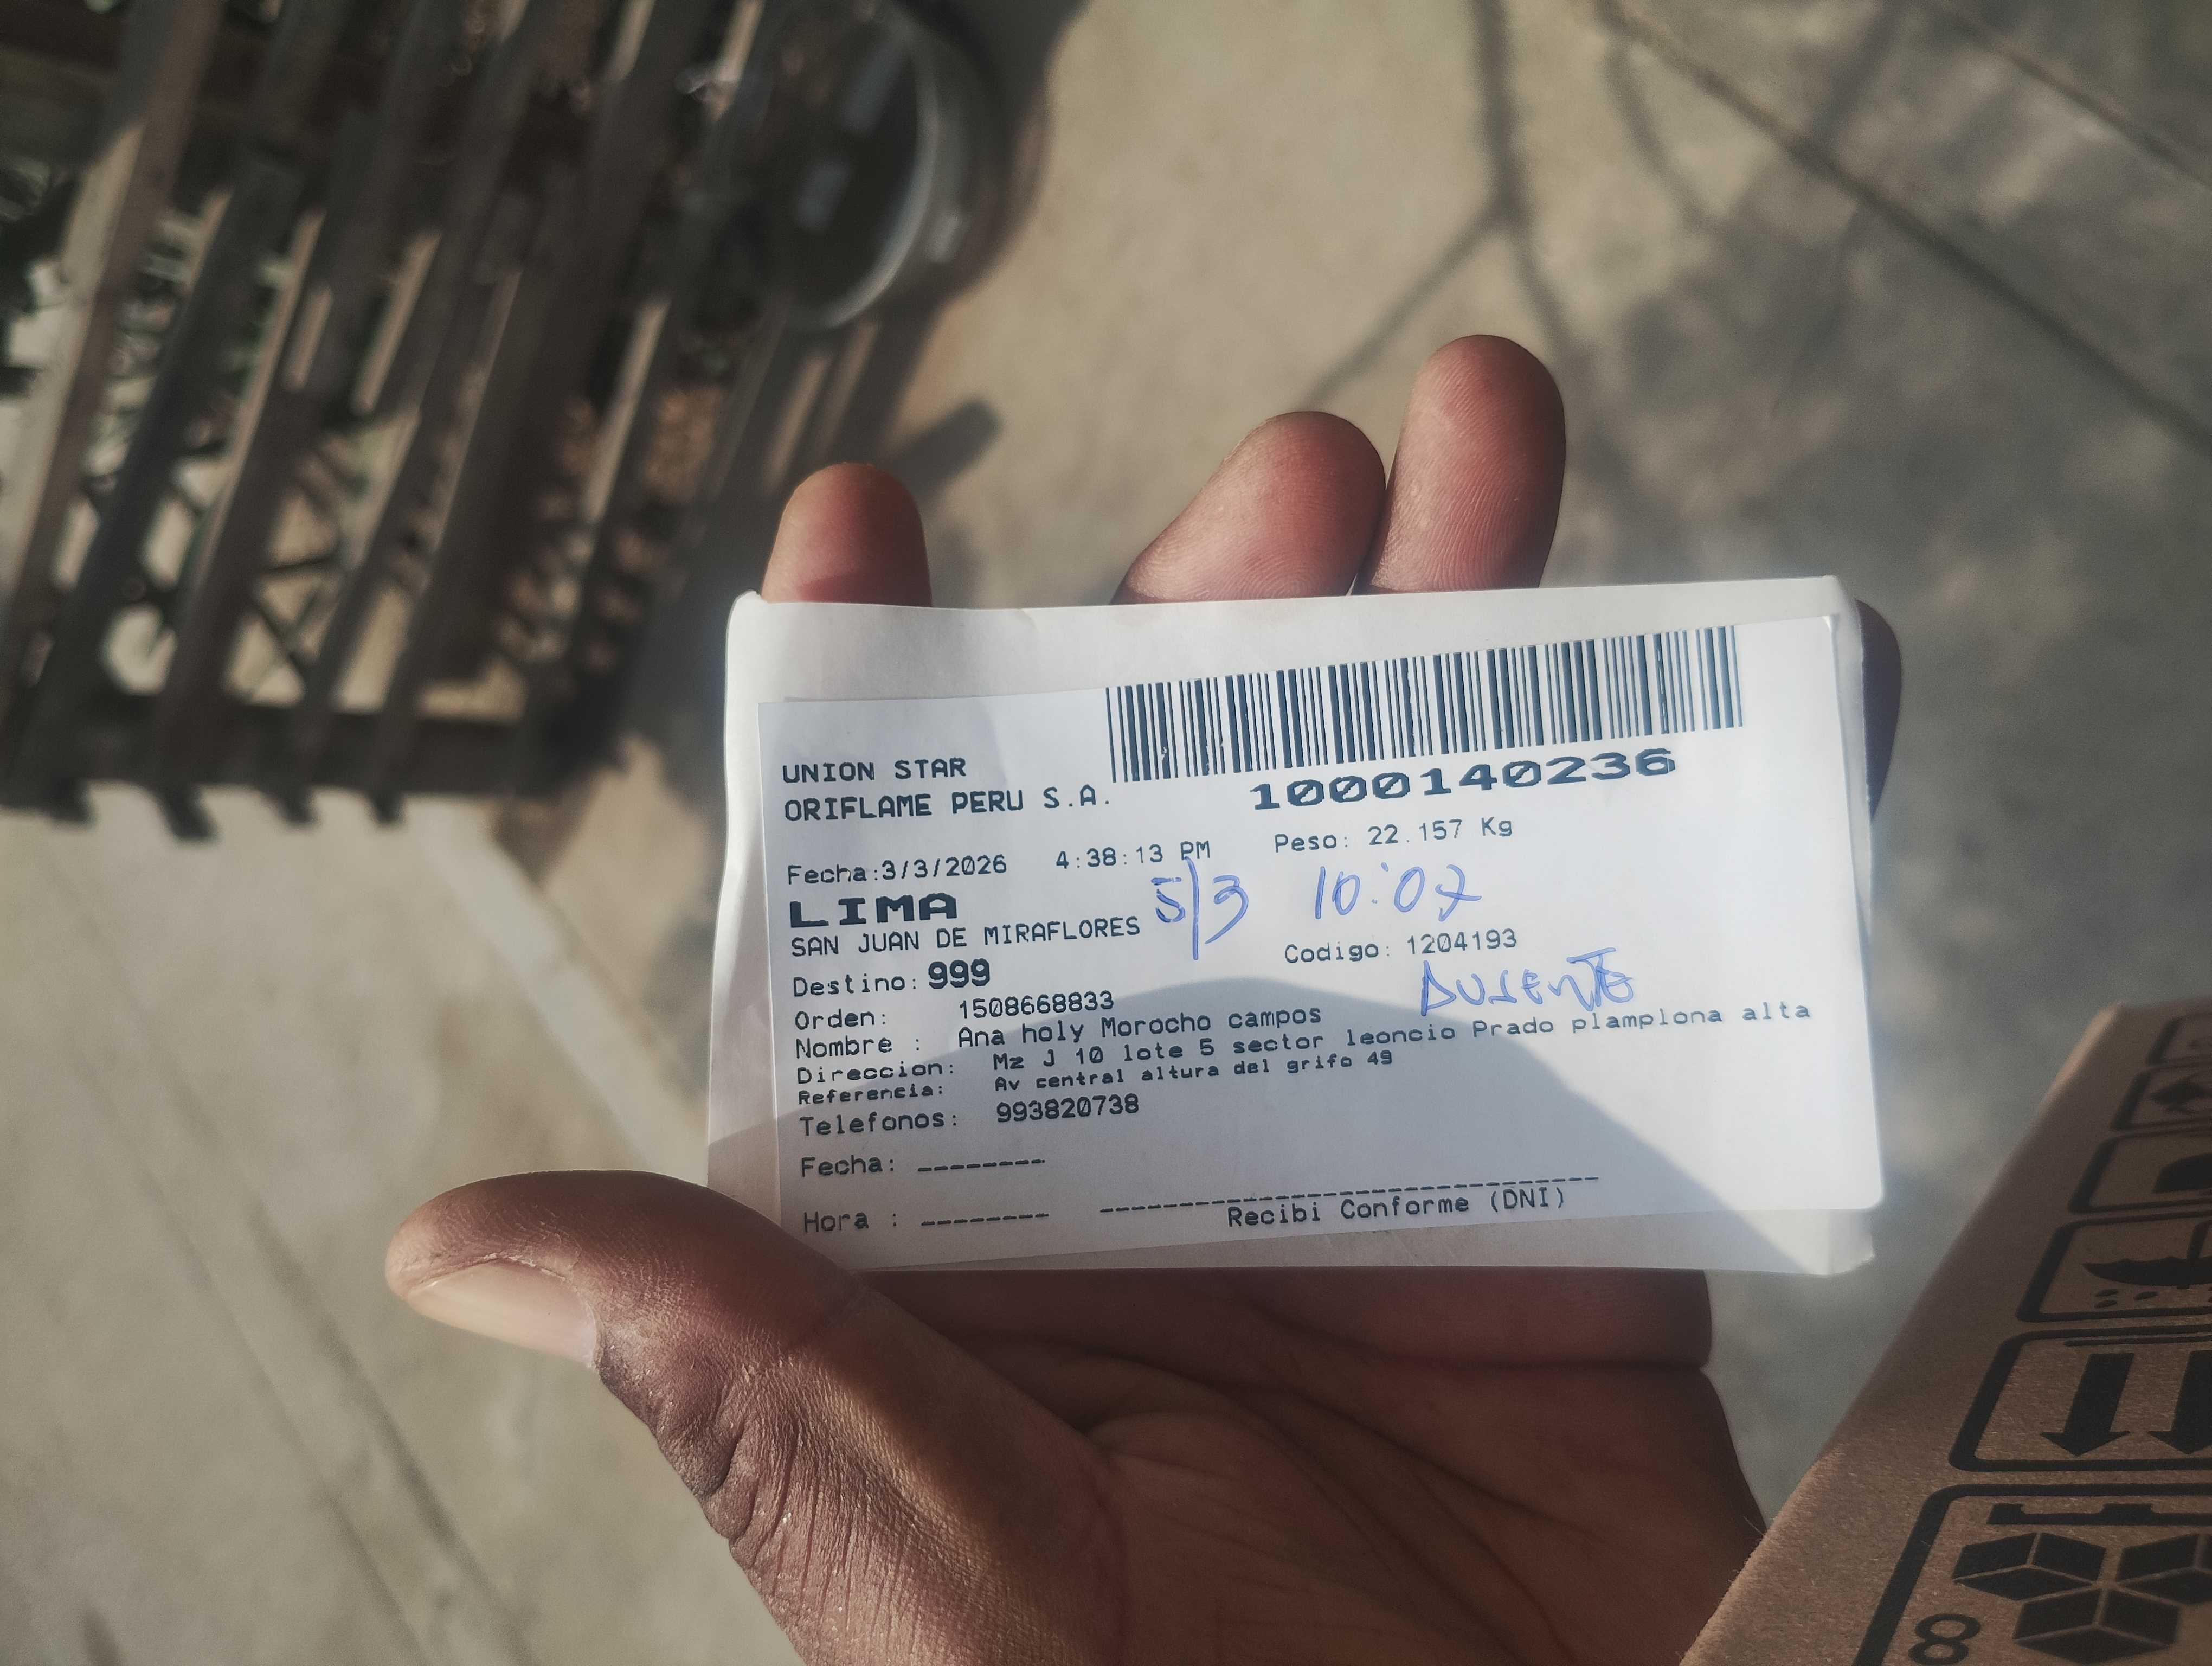 UNION STAR
ORIFLAME PERU S.A.
1000140236
Fecha:3/3/2026 4:38:13 PM Peso: 22.157 Kg
LIMA
5/3 10:07
SAN JUAN DE MIRAFLORES
Codigo: 1204193
Destino: 999
AUSENTE
Orden: 1508668833
Nombre : Ana holy Morocho campos
Direccion: Mz J 10 lote 5 sector leoncio Prado plamplona alta
Referencia: Av central altura del grifo 49
Telefonos: 993820738
Fecha: --------
Hora : --------
Recibi Conforme (DNI)
8